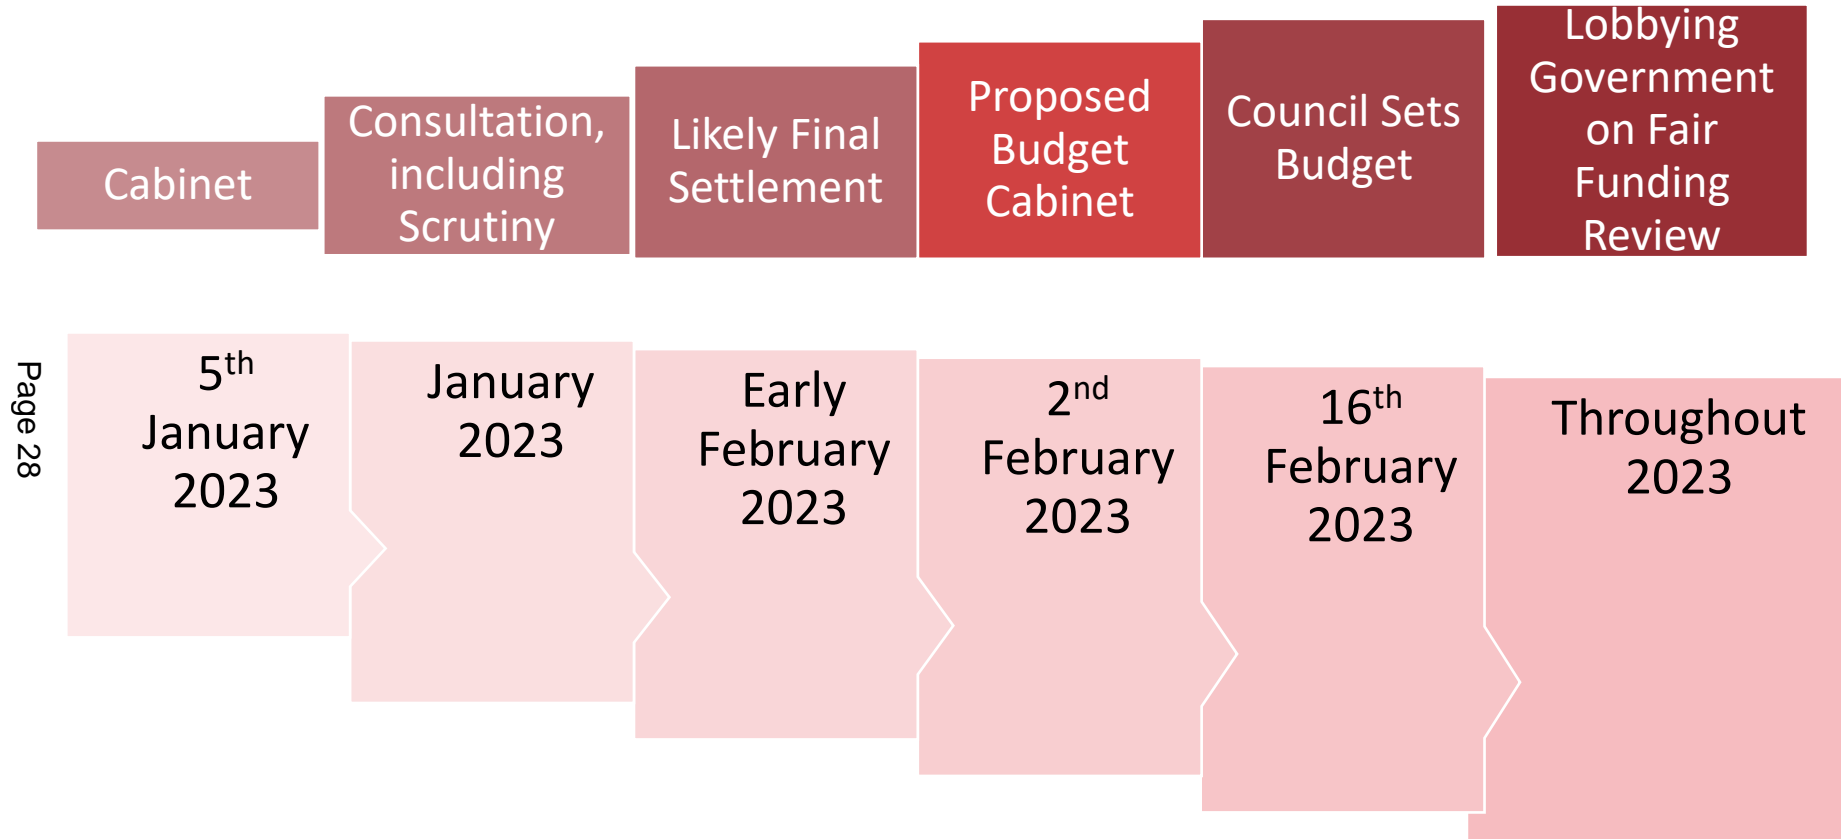 Cabinet
Consultation,
including
Scrutiny
Likely Final
Settlement
Proposed
Budget
Cabinet
Council Sets
Budget
Lobbying
Government
on Fair
Funding
Review
5th
January
2023
January
2023
Early
February
2023
2nd
February
2023
16th
February
2023
Throughout
2023
Page 28